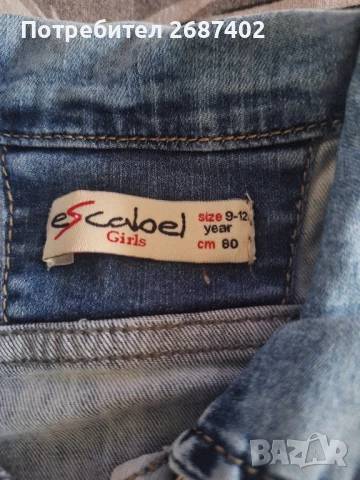 Потребител 2687402
eScabel
Girls
size 9-12
year
cm 80
BAZAR